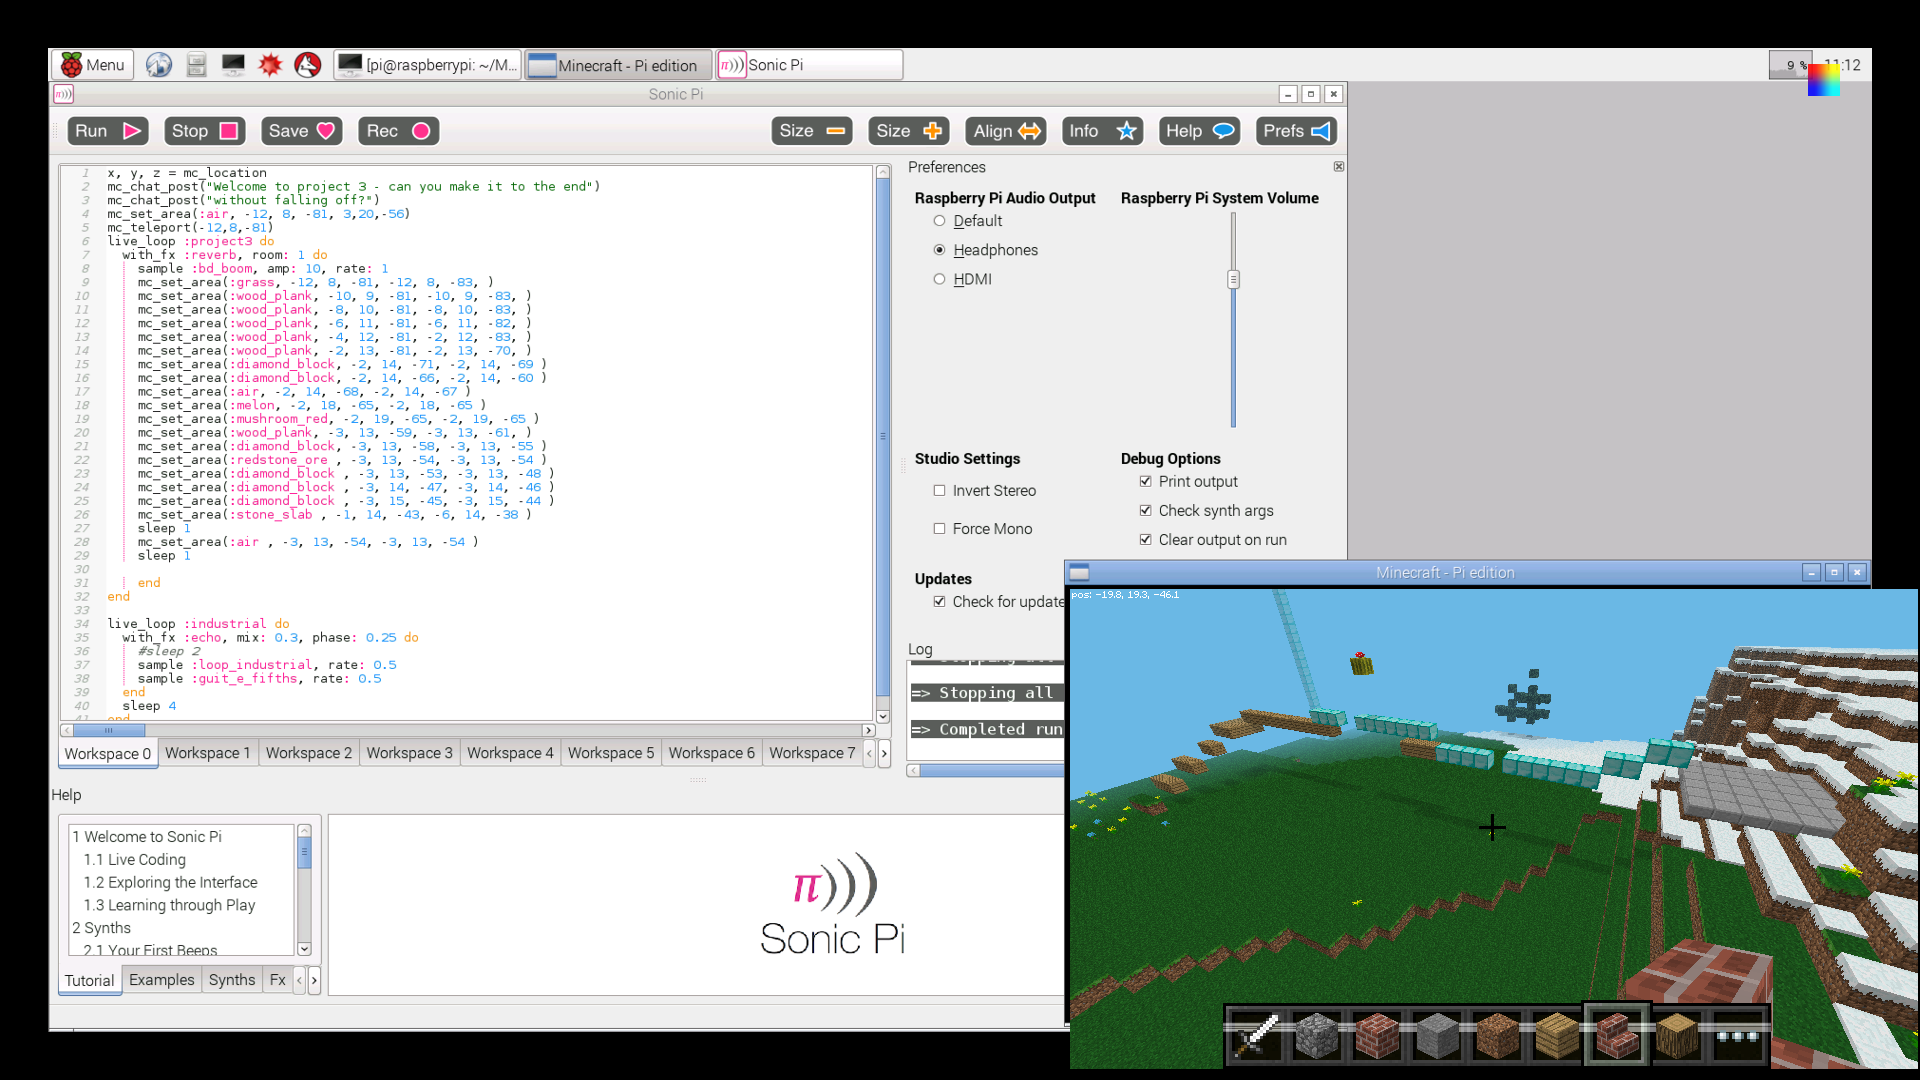 Menu
[pi@raspberrypi: ~/M...
Minecraft - Pi edition
π))) Sonic Pi
9 %
11:12
Sonic Pi
Run
Stop
Save
Rec
Size
Size
Align
Info
Help
Prefs
1 x, y, z = mc_location
2 mc_chat_post("Welcome to project 3 - can you make it to the end")
3 mc_chat_post("without falling off?")
4 mc_set_area(:air, -12, 8, -81, 3,20,-56)
5 mc_teleport(-12,8,-81)
6 live_loop :project3 do
7 with_fx :reverb, room: 1 do
8 sample :bd_boom, amp: 10, rate: 1
9 mc_set_area(:grass, -12, 8, -81, -12, 8, -83, )
10 mc_set_area(:wood_plank, -10, 9, -81, -10, 9, -83, )
11 mc_set_area(:wood_plank, -8, 10, -81, -8, 10, -83, )
12 mc_set_area(:wood_plank, -6, 11, -81, -6, 11, -82, )
13 mc_set_area(:wood_plank, -4, 12, -81, -2, 12, -83, )
14 mc_set_area(:wood_plank, -2, 13, -81, -2, 13, -70, )
15 mc_set_area(:diamond_block, -2, 14, -71, -2, 14, -69 )
16 mc_set_area(:diamond_block, -2, 14, -66, -2, 14, -60 )
17 mc_set_area(:air, -2, 14, -68, -2, 14, -67 )
18 mc_set_area(:melon, -2, 18, -65, -2, 18, -65 )
19 mc_set_area(:mushroom_red, -2, 19, -65, -2, 19, -65 )
20 mc_set_area(:wood_plank, -3, 13, -59, -3, 13, -61, )
21 mc_set_area(:diamond_block, -3, 13, -58, -3, 13, -55 )
22 mc_set_area(:redstone_ore , -3, 13, -54, -3, 13, -54 )
23 mc_set_area(:diamond_block , -3, 13, -53, -3, 13, -48 )
24 mc_set_area(:diamond_block , -3, 14, -47, -3, 14, -46 )
25 mc_set_area(:diamond_block , -3, 15, -45, -3, 15, -44 )
26 mc_set_area(:stone_slab , -1, 14, -43, -6, 14, -38 )
27 sleep 1
28 mc_set_area(:air , -3, 13, -54, -3, 13, -54 )
29 sleep 1
30
31 end
32 end
33
34 live_loop :industrial do
35 with_fx :echo, mix: 0.3, phase: 0.25 do
36 #sleep 2
37 sample :loop_industrial, rate: 0.5
38 sample :guit_e_fifths, rate: 0.5
39 end
40 sleep 4
41 end
Workspace 0
Workspace 1
Workspace 2
Workspace 3
Workspace 4
Workspace 5
Workspace 6
Workspace 7
Preferences
Raspberry Pi Audio Output
Default
Headphones
HDMI
Raspberry Pi System Volume
Studio Settings
Invert Stereo
Force Mono
Debug Options
Print output
Check synth args
Clear output on run
Updates
Check for update
Log
=> Stopping all
=> Completed run
Help
1 Welcome to Sonic Pi
1.1 Live Coding
1.2 Exploring the Interface
1.3 Learning through Play
2 Synths
2.1 Your First Beeps
Tutorial
Examples
Synths
Fx
π)))
Sonic Pi
Minecraft - Pi edition
pos: -19.8, 19.3, -46.1